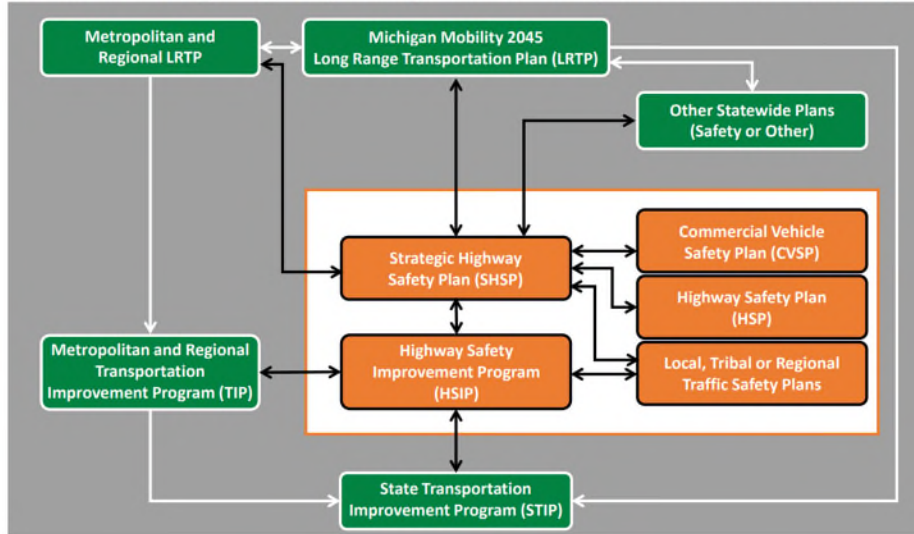 Metropolitan and
Regional LRTP
Michigan Mobility 2045
Long Range Transportation Plan (LRTP)
Other Statewide Plans
(Safety or Other)
Strategic Highway
Safety Plan (SHSP)
Commercial Vehicle
Safety Plan (CVSP)
Highway Safety Plan
(HSP)
Metropolitan and Regional
Transportation
Improvement Program (TIP)
Highway Safety
Improvement Program
(HSIP)
Local, Tribal or Regional
Traffic Safety Plans
State Transportation
Improvement Program (STIP)